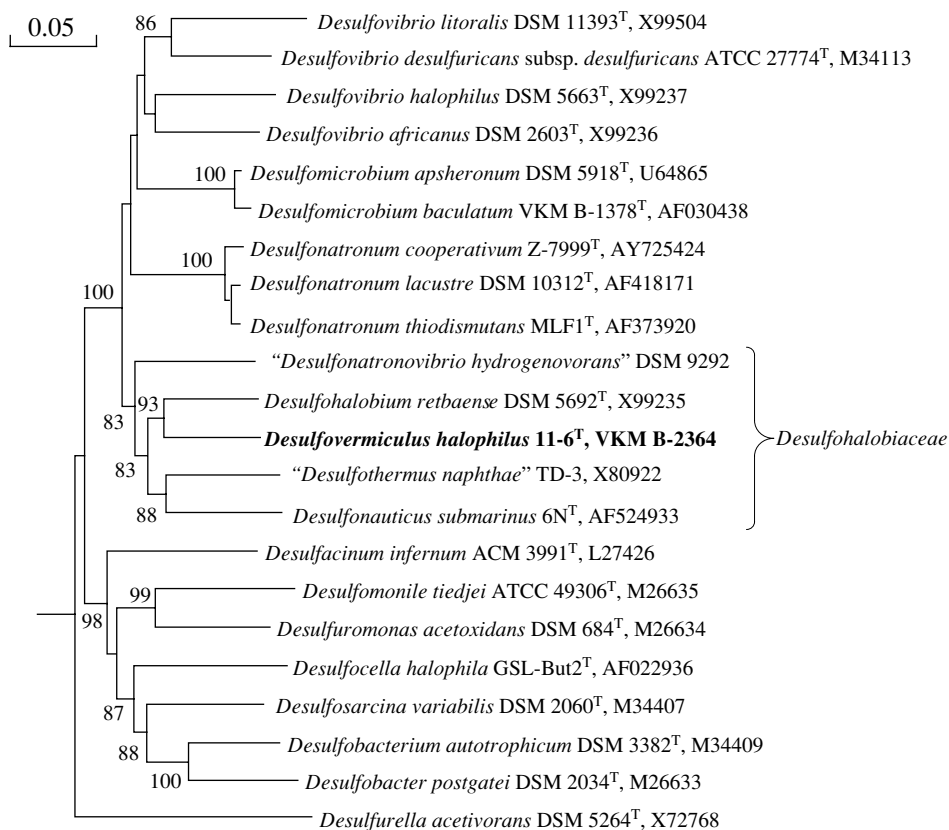 0.05
86
Desulfovibrio litoralis DSM 11393T, X99504
Desulfovibrio desulfuricans subsp. desulfuricans ATCC 27774T, M34113
Desulfovibrio halophilus DSM 5663T, X99237
Desulfovibrio africanus DSM 2603T, X99236
100
Desulfomicrobium apsheronum DSM 5918T, U64865
Desulfomicrobium baculatum VKM B-1378T, AF030438
Desulfonatronum cooperativum Z-7999T, AY725424
100
Desulfonatronum lacustre DSM 10312T, AF418171
100
Desulfonatronum thiodismutans MLF1T, AF373920
“Desulfonatronovibrio hydrogenovorans” DSM 9292
93
Desulfohalobium retbaense DSM 5692T, X99235
83
Desulfovermiculus halophilus 11-6T, VKM B-2364
Desulfohalobiaceae
83
“Desulfothermus naphthae” TD-3, X80922
88
Desulfonauticus submarinus 6NT, AF524933
Desulfacinum infernum ACM 3991T, L27426
99
Desulfomonile tiedjei ATCC 49306T, M26635
98
Desulfuromonas acetoxidans DSM 684T, M26634
Desulfocella halophila GSL-But2T, AF022936
87
Desulfosarcina variabilis DSM 2060T, M34407
88
Desulfobacterium autotrophicum DSM 3382T, M34409
100
Desulfobacter postgatei DSM 2034T, M26633
Desulfurella acetivorans DSM 5264T, X72768